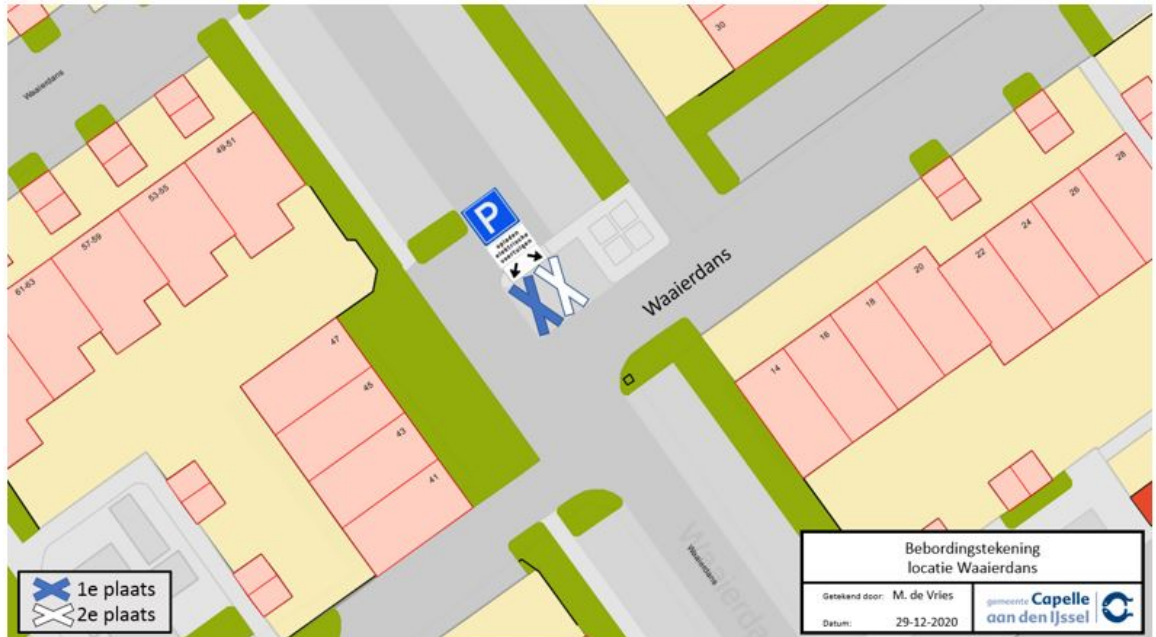 Waaierdans
30
49-51
53-55
57-59
61-63
P
opladen
elektrische
voertuigen
Waaierdans
28
26
24
22
20
18
16
14
47
45
43
41
Waaierdans
Waaierdans
1e plaats
2e plaats
Bebordingstekening
locatie Waaierdans
Getekend door: M. de Vries
Datum: 29-12-2020
gemeente Capelle
aan den IJssel